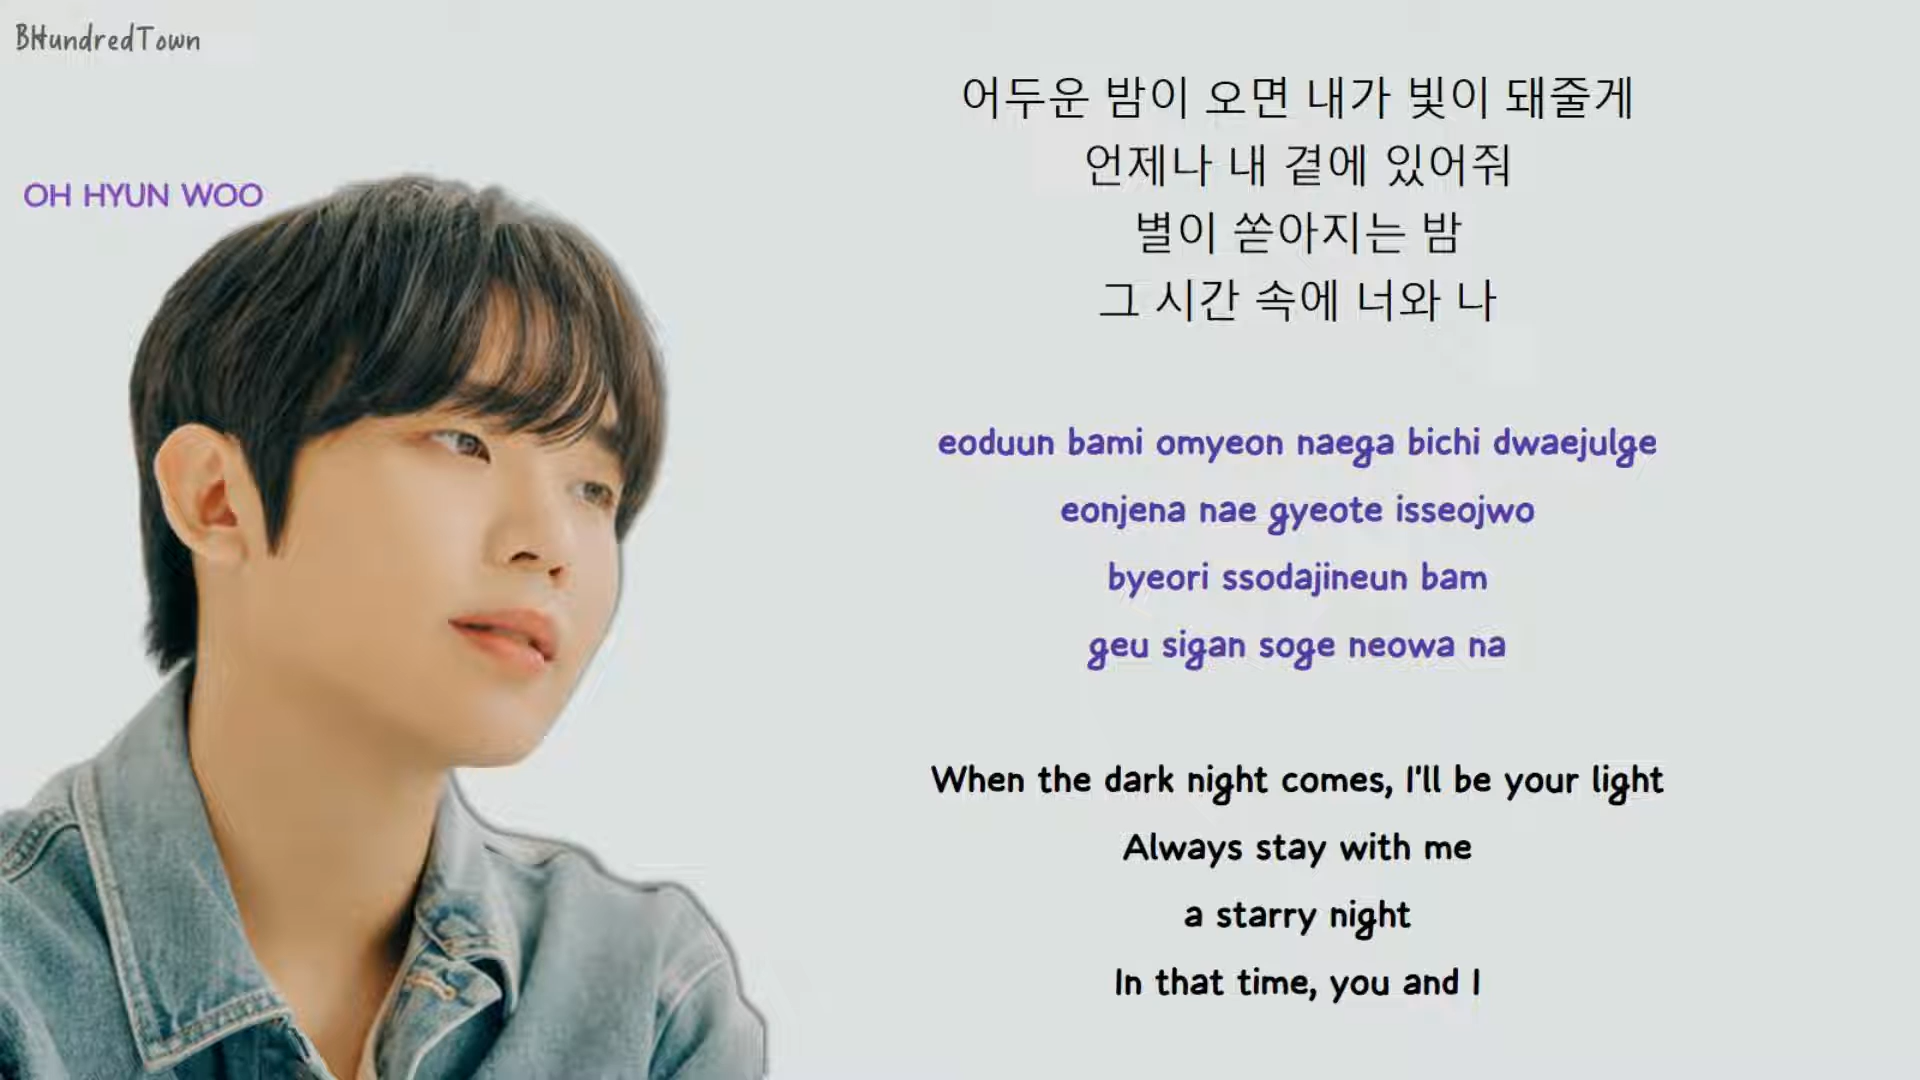 BHundredTown
OH HYUN WOO
어두운 밤이 오면 내가 빛이 돼줄게
언제나 내 곁에 있어줘
별이 쏟아지는 밤
그 시간 속에 너와 나
eoduun bami omyeon naega bichi dwaejulge
eonjena nae gyeote isseojwo
byeori ssodajineun bam
geu sigan soge neowa na
When the dark night comes, I'll be your light
Always stay with me
a starry night
In that time, you and I